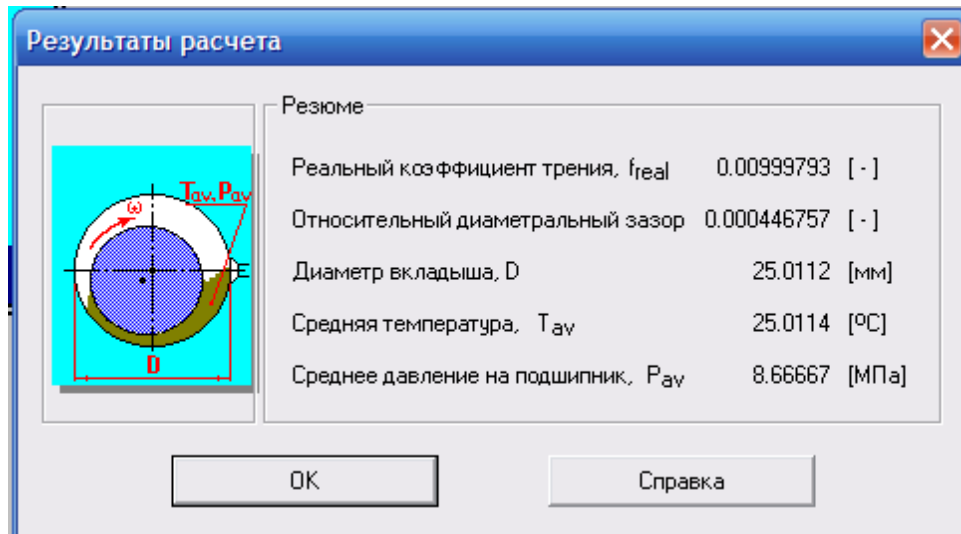 Результаты расчета
Резюме
Реальный коэффициент трения, freal 0.00999793 [ - ]
Относительный диаметральный зазор 0.000446757 [ - ]
Диаметр вкладыша, D 25.0112 [мм]
Средняя температура, Tav 25.0114 [ºC]
Среднее давление на подшипник, Pav 8.66667 [МПа]
Tav, Pav
ω
D
OK
Справка